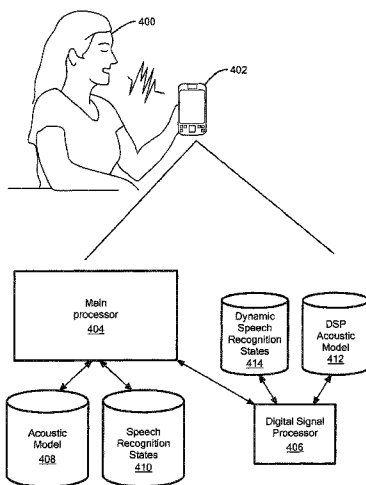 400
402
Main
processor
404
Dynamic
Speech
Recognition
States
414
DSP
Acoustic
Model
412
Acoustic
Model
408
Speech
Recognition
States
410
Digital Signal
Processor
406